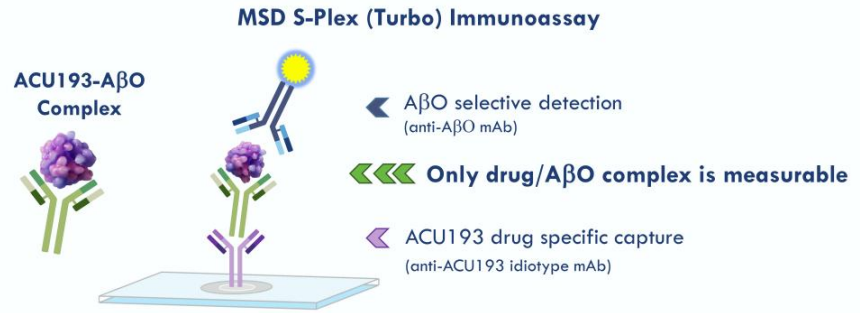 MSD S-Plex (Turbo) Immunoassay
ACU193-AβO
Complex
AβO selective detection
(anti-AβO mAb)
Only drug/AβO complex is measurable
ACU193 drug specific capture
(anti-ACU193 idiotype mAb)